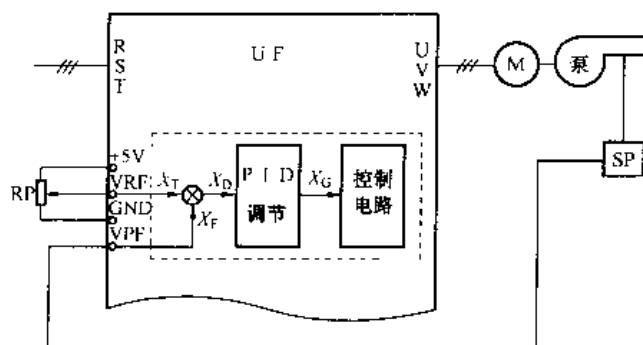 R
S
T
U F
U
V
W
M
泵
SP
+5V
RP
VRF
GND
VPF
X_T
X_D
X_F
P I D
调节
X_G
控制
电路